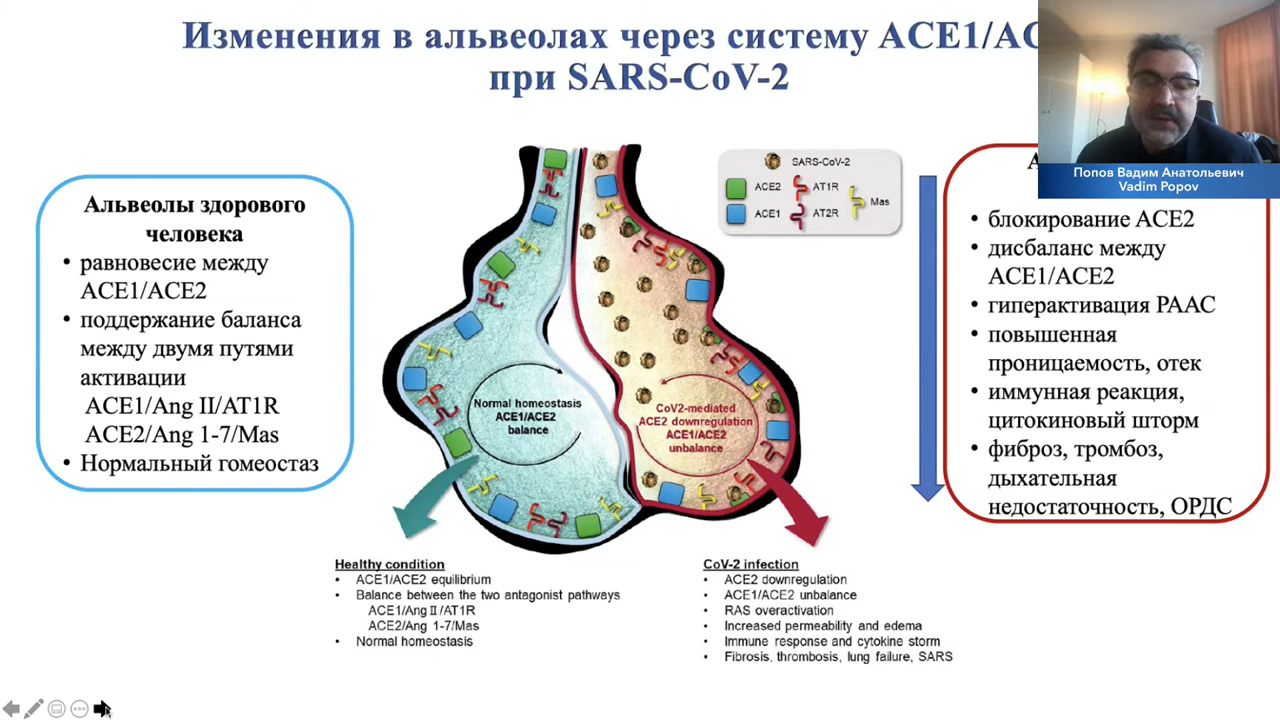 Изменения в альвеолах через систему ACE1/AC
при SARS-CoV-2
Попов Вадим Анатольевич
Vadim Popov
Альвеолы здорового
человека
• равновесие между
ACE1/ACE2
• поддержание баланса
между двумя путями
активации
ACE1/Ang II/AT1R
ACE2/Ang 1-7/Mas
• Нормальный гомеостаз
SARS-CoV-2
ACE2
AT1R
Mas
ACE1
AT2R
Normal homeostasis
ACE1/ACE2
balance
CoV2-mediated
ACE2 downregulation
ACE1/ACE2
unbalance
• блокирование ACE2
• дисбаланс между
ACE1/ACE2
• гиперактивация РААС
• повышенная
проницаемость, отек
• иммунная реакция,
цитокиновый шторм
• фиброз, тромбоз,
дыхательная
недостаточность, ОРДС
Healthy condition
• ACE1/ACE2 equilibrium
• Balance between the two antagonist pathways
ACE1/Ang II/AT1R
ACE2/Ang 1-7/Mas
• Normal homeostasis
CoV-2 infection
• ACE2 downregulation
• ACE1/ACE2 unbalance
• RAS overactivation
• Increased permeability and edema
• Immune response and cytokine storm
• Fibrosis, thrombosis, lung failure, SARS